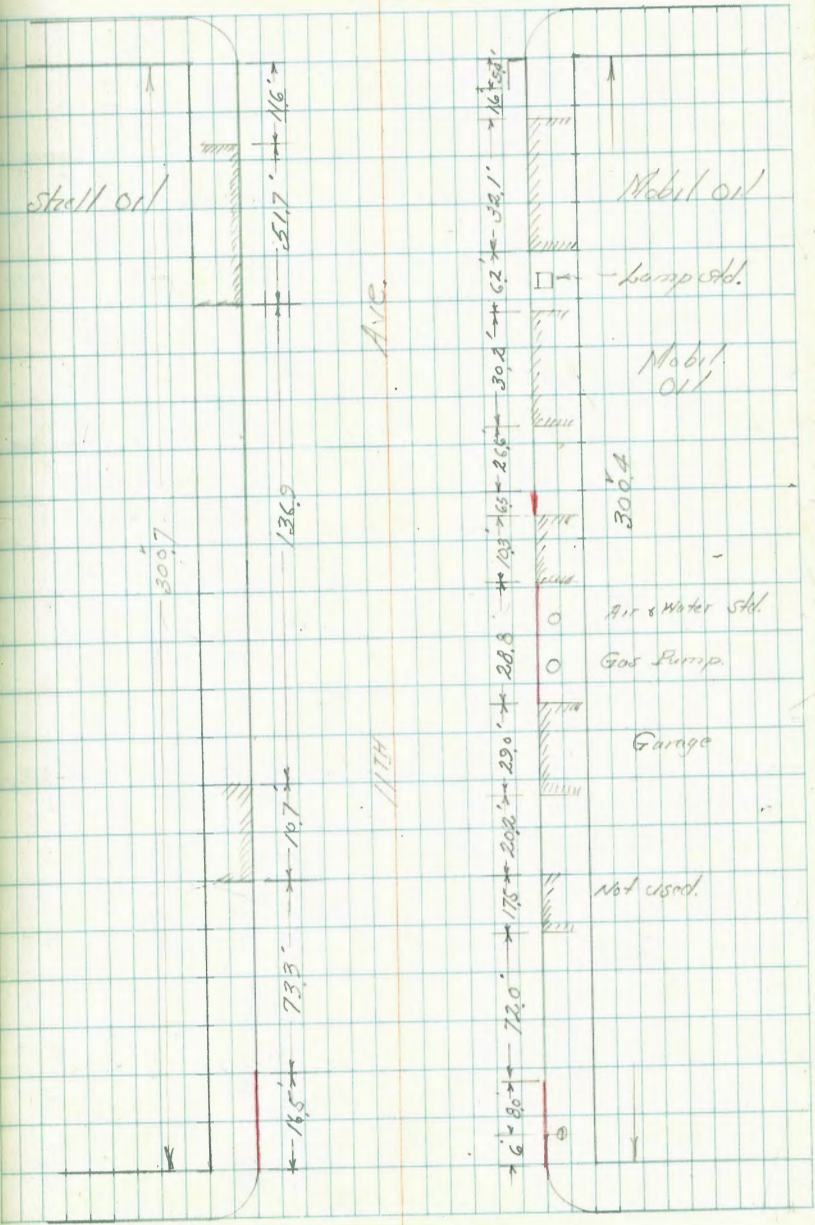 Shell Oil
11.6'
51.7'
136.9
300.7
10.7'
73.3'
16.5'
Ave.
11TH
16'
5.0'
32.1'
6.2'
30.2'
26.6'
6.5
10.3'
28.8
29.0'
20.2'
17.5
72.0'
8.0'
6'
Mobil Oil
Lamp std.
Mobil
Oil
300.4
Air & Water Std.
Gas Pump.
Garage
Not used.